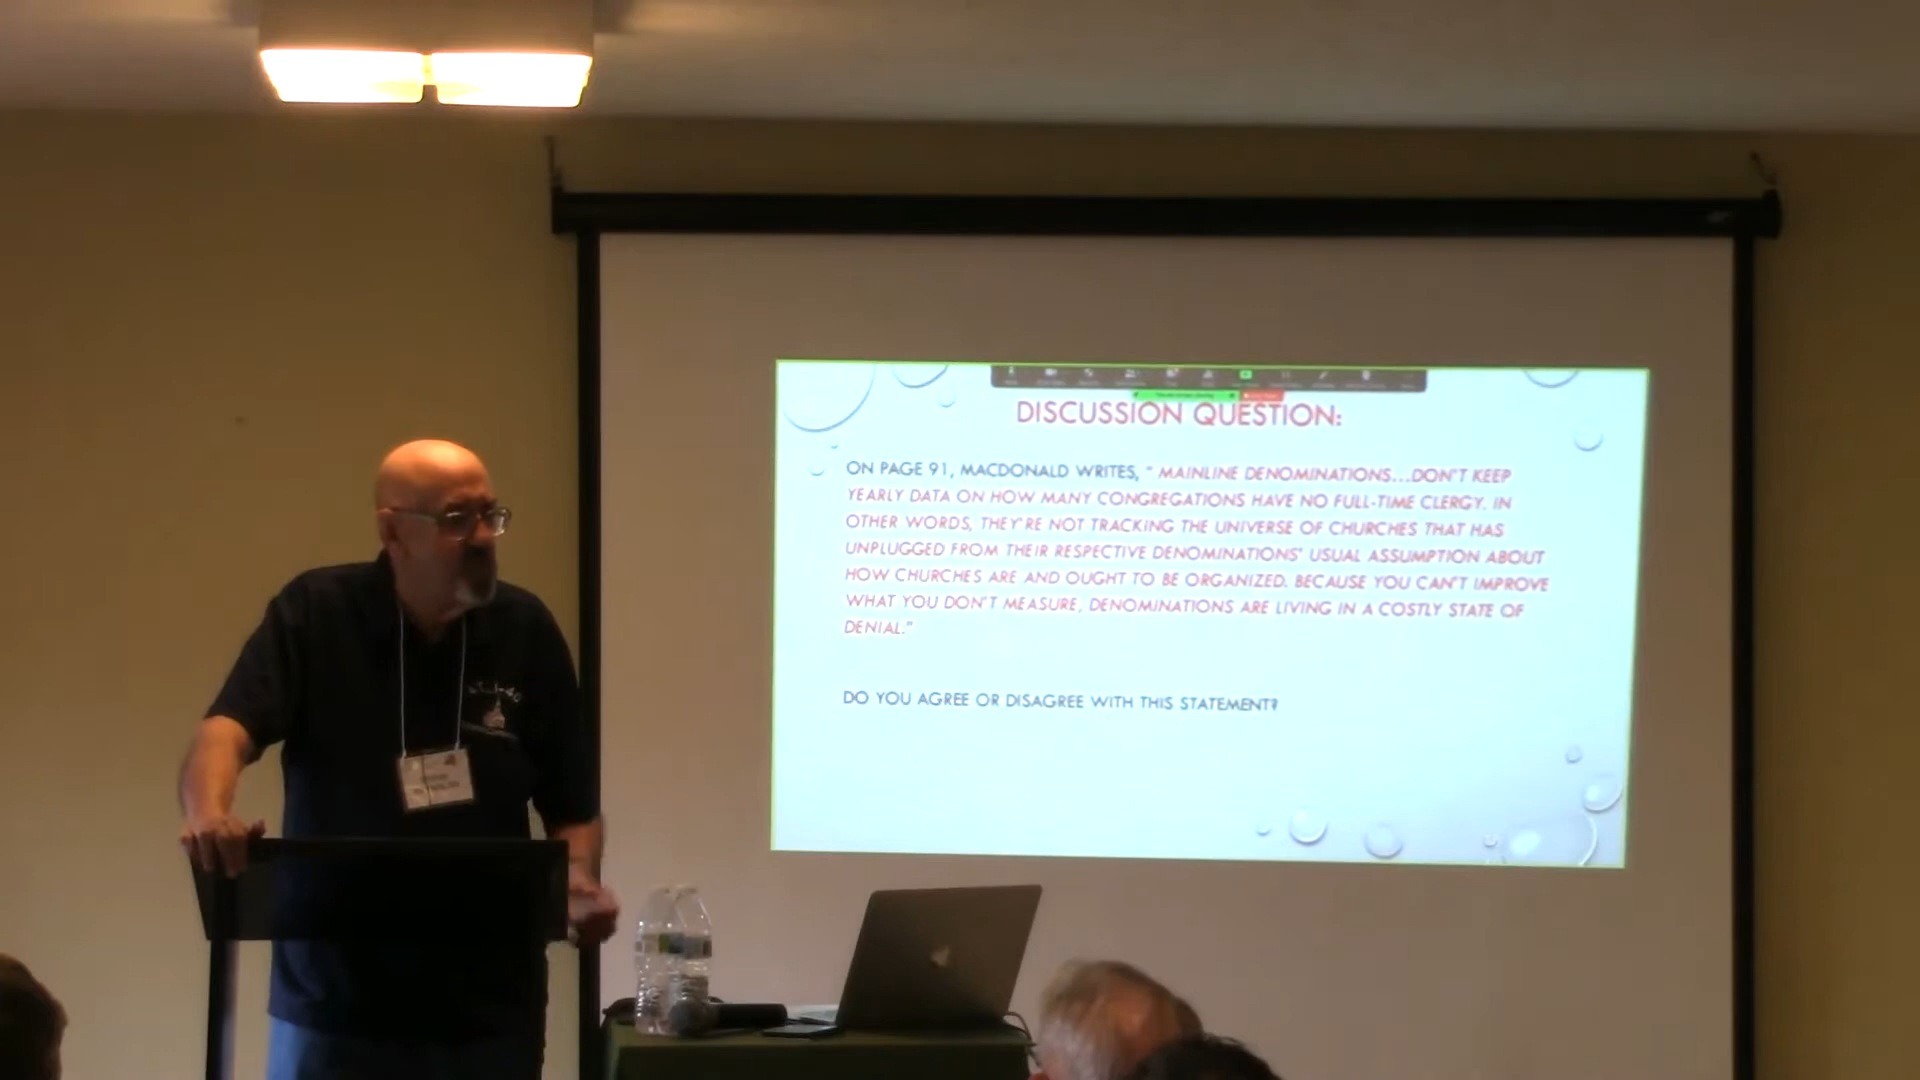 DISCUSSION QUESTION:
ON PAGE 91, MACDONALD WRITES, " MAINLINE DENOMINATIONS...DON'T KEEP
YEARLY DATA ON HOW MANY CONGREGATIONS HAVE NO FULL-TIME CLERGY. IN
OTHER WORDS, THEY'RE NOT TRACKING THE UNIVERSE OF CHURCHES THAT HAS
UNPLUGGED FROM THEIR RESPECTIVE DENOMINATIONS' USUAL ASSUMPTION ABOUT
HOW CHURCHES ARE AND OUGHT TO BE ORGANIZED. BECAUSE YOU CAN'T IMPROVE
WHAT YOU DON'T MEASURE, DENOMINATIONS ARE LIVING IN A COSTLY STATE OF
DENIAL."
DO YOU AGREE OR DISAGREE WITH THIS STATEMENT?